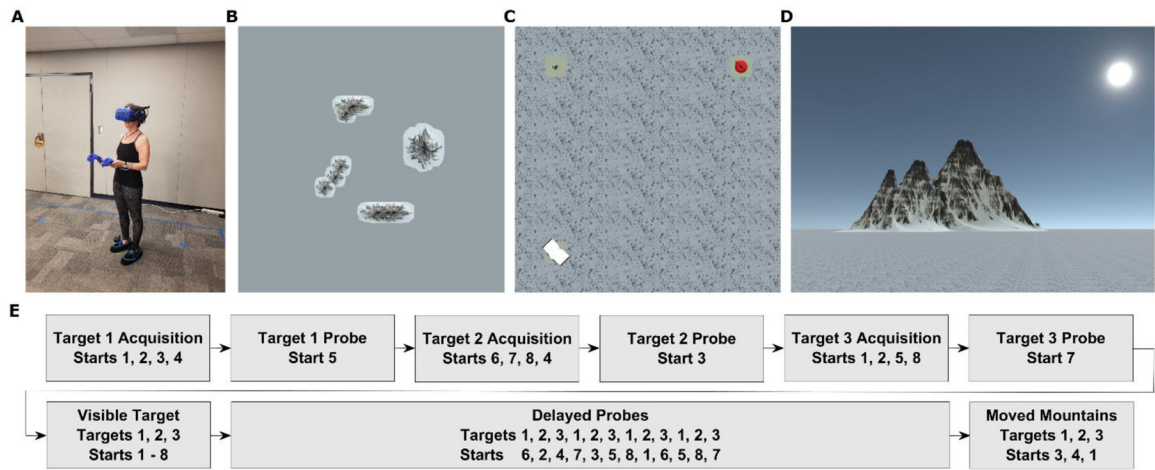 A
B
C
D
E
Target 1 Acquisition
Starts 1, 2, 3, 4
Target 1 Probe
Start 5
Target 2 Acquisition
Starts 6, 7, 8, 4
Target 2 Probe
Start 3
Target 3 Acquisition
Starts 1, 2, 5, 8
Target 3 Probe
Start 7
Visible Target
Targets 1, 2, 3
Starts 1 - 8
Delayed Probes
Targets 1, 2, 3, 1, 2, 3, 1, 2, 3, 1, 2, 3
Starts 6, 2, 4, 7, 3, 5, 8, 1, 6, 5, 8, 7
Moved Mountains
Targets 1, 2, 3
Starts 3, 4, 1